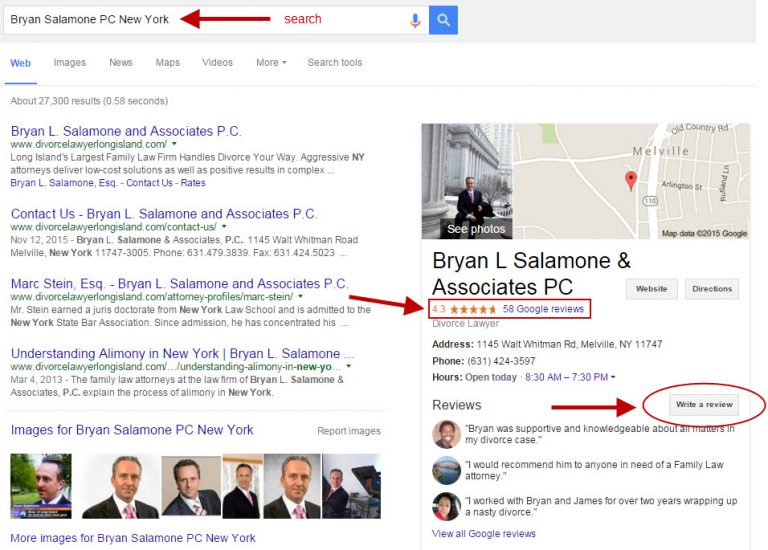 Bryan Salamone PC New York
search
Web Images News Maps Videos More Search tools
About 27,300 results (0.58 seconds)
Bryan L. Salamone and Associates P.C.
www.divorcelawyerlongisland.com/
Long Island's Largest Family Law Firm Handles Divorce Your Way. Aggressive NY
attorneys deliver low-cost solutions as well as positive results in complex ...
Bryan L. Salamone, Esq. - Contact Us - Rates
Contact Us - Bryan L. Salamone and Associates P.C.
www.divorcelawyerlongisland.com/contact-us/
Nov 12, 2015 - Bryan L. Salamone & Associates, P.C. 1145 Walt Whitman Road
Melville, New York 11747-3005. Phone: 631.479.3839. Fax: 631.424.5023 ...
Marc Stein, Esq. - Bryan L. Salamone and Associates P.C.
www.divorcelawyerlongisland.com/attorney-profiles/marc-stein/
Mr. Stein earned a juris doctorate from New York Law School and is admitted to the
New York State Bar Association. Since admission, he has concentrated his ...
Understanding Alimony in New York | Bryan L. Salamone ...
www.divorcelawyerlongisland.com/.../understanding-alimony-in-new-yo...
Mar 4, 2013 - The family law attorneys at the law firm of Bryan L. Salamone &
Associates, P.C. explain the process of alimony in New York.
Images for Bryan Salamone PC New York
Report images
More images for Bryan Salamone PC New York
See photos
Old Country Rd
Melville
Arlington St
Rutland Ln
110
Map data ©2015 Google
Bryan L Salamone &
Associates PC
Website
Directions
4.3 58 Google reviews
Divorce Lawyer
Address: 1145 Walt Whitman Rd, Melville, NY 11747
Phone: (631) 424-3597
Hours: Open today · 8:30 AM – 7:30 PM
Reviews
Write a review
"Bryan was supportive and knowledgeable about all matters in
my divorce case."
"I would recommend him to anyone in need of a Family Law
attorney."
"I worked with Bryan and James for over two years wrapping up
a nasty divorce."
View all Google reviews